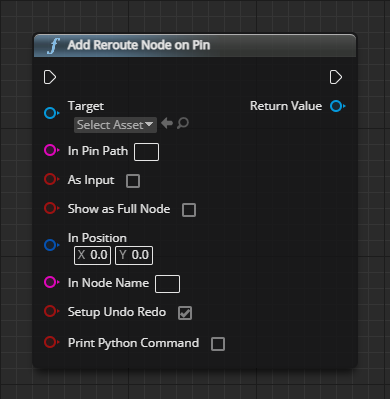 f Add Reroute Node on Pin
Target Return Value
Select Asset
In Pin Path
As Input
Show as Full Node
In Position
X 0.0 Y 0.0
In Node Name
Setup Undo Redo
Print Python Command